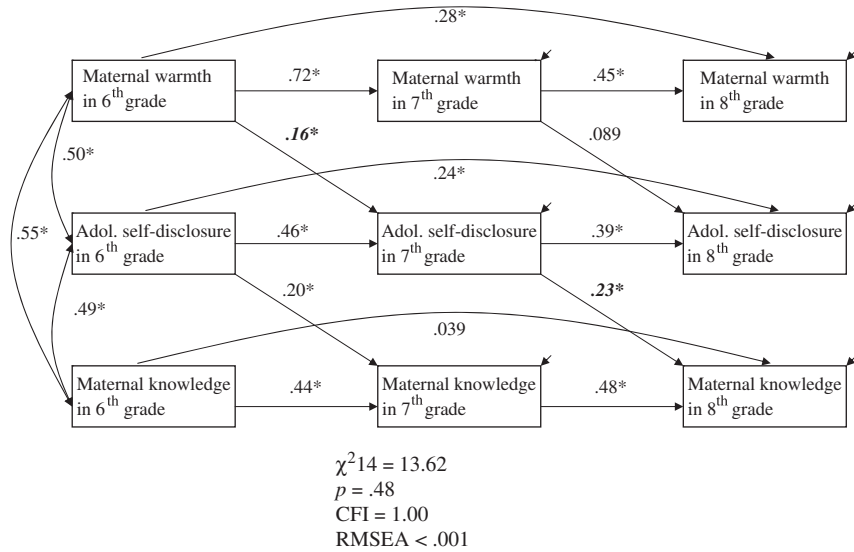 .28*
Maternal warmth
in 6th grade
.72*
Maternal warmth
in 7th grade
.45*
Maternal warmth
in 8th grade
.16*
.089
.50*
.24*
Adol. self-disclosure
in 6th grade
.46*
Adol. self-disclosure
in 7th grade
.39*
Adol. self-disclosure
in 8th grade
.55*
.20*
.23*
.49*
.039
Maternal knowledge
in 6th grade
.44*
Maternal knowledge
in 7th grade
.48*
Maternal knowledge
in 8th grade
χ²14 = 13.62
p = .48
CFI = 1.00
RMSEA < .001